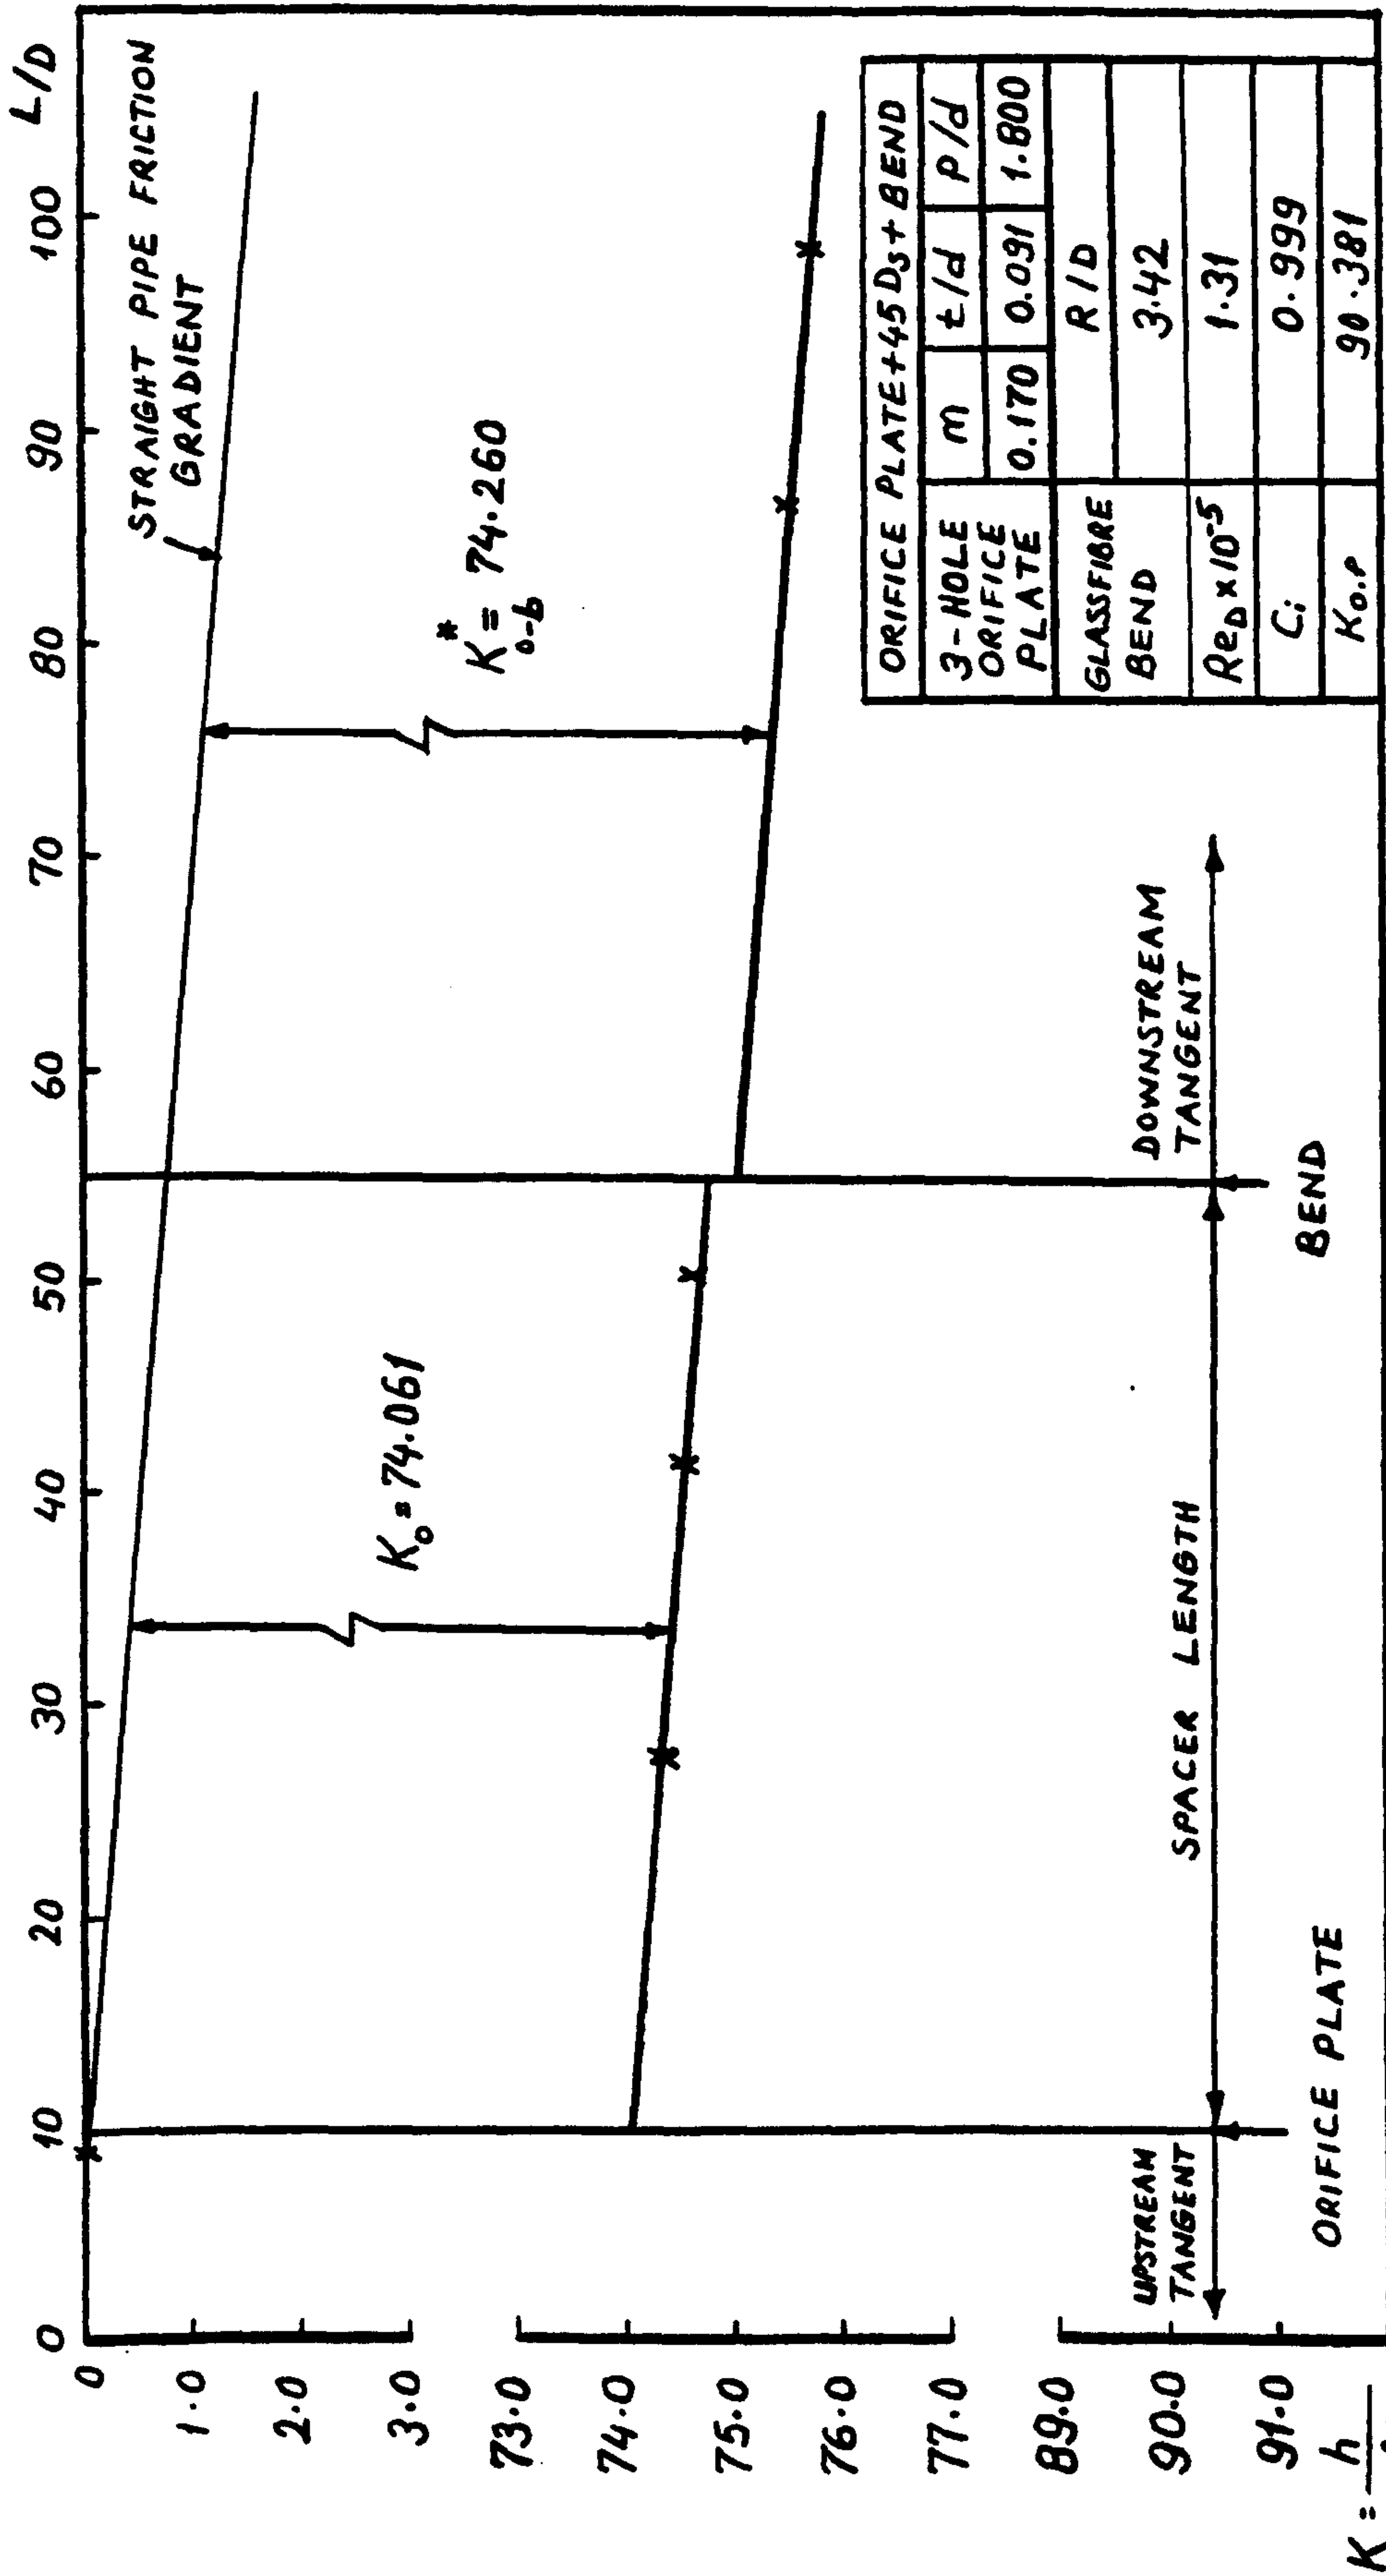 L/D
0 10 20 30 40 50 60 70 80 90 100
0
1.0
2.0
3.0
73.0
74.0
75.0
76.0
77.0
89.0
90.0
91.0
K = h
STRAIGHT PIPE FRICTION
GRADIENT
K₀ = 74.061
K*₀₋b = 74.260
UPSTREAM
TANGENT
SPACER LENGTH
DOWNSTREAM
TANGENT
ORIFICE PLATE
BEND
ORIFICE PLATE+45Ds+BEND
3-HOLE m t/d P/d
ORIFICE
PLATE 0.170 0.091 1.800
GLASSFIBRE R/D
BEND 3.42
ReD x 10⁻⁵ 1.31
Ci 0.999
Ko.p 90.381